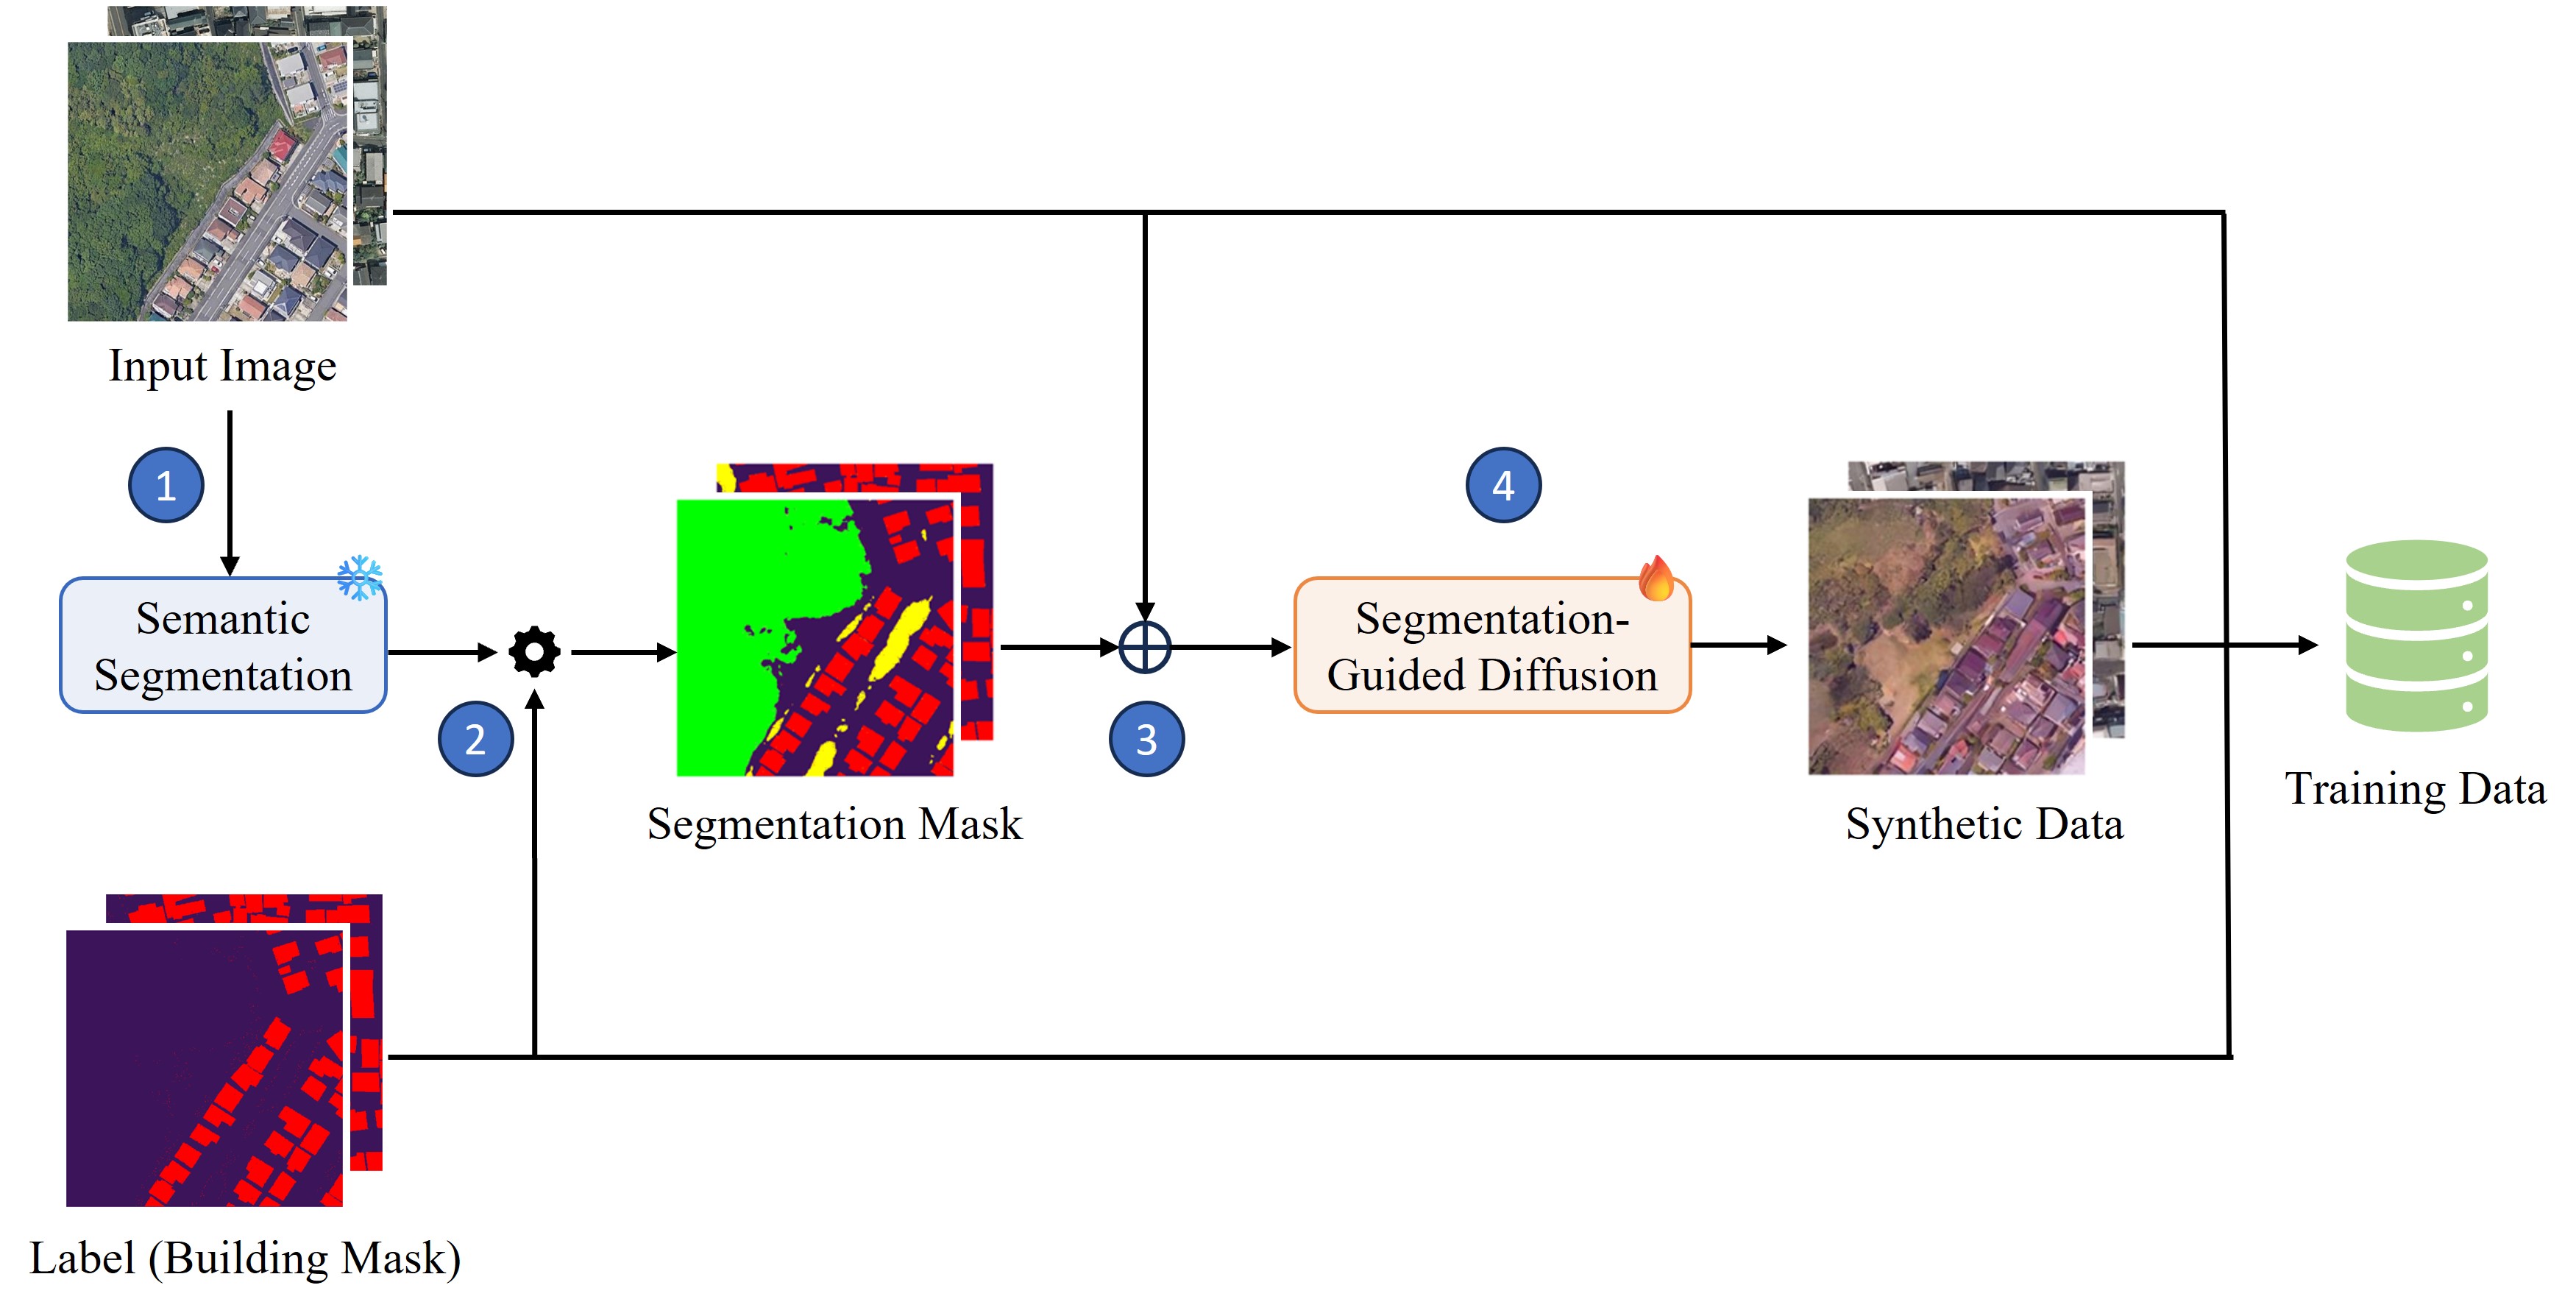 Input Image
1
Semantic
Segmentation
2
Segmentation Mask
3
4
Segmentation-
Guided Diffusion
Synthetic Data
Training Data
Label (Building Mask)